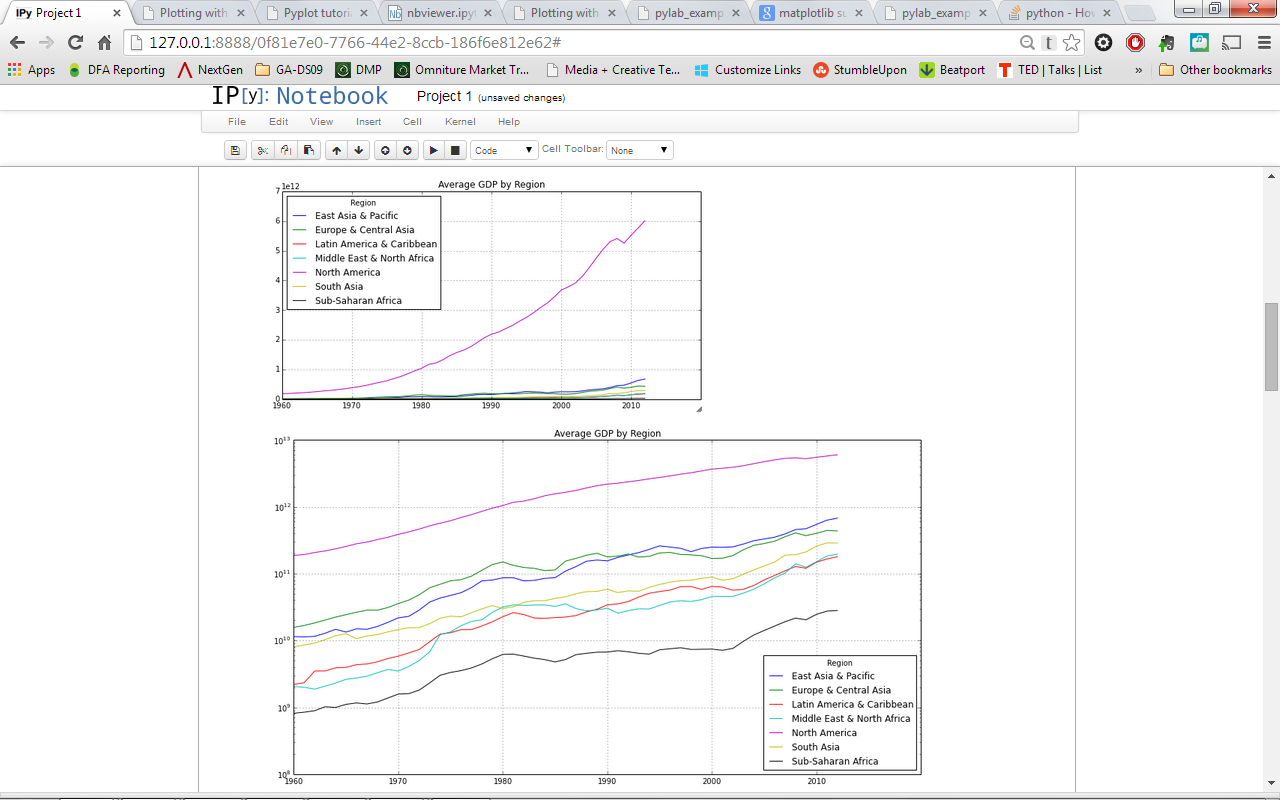 IPy Project 1 × Plotting with × Pyplot tutori × nbviewer.ipy × Plotting with × pylab_examp × matplotlib su × pylab_examp × python - Hov ×
127.0.0.1:8888/0f81e7e0-7766-44e2-8ccb-186f6e812e62#
Apps DFA Reporting NextGen GA-DS09 DMP Omniture Market Tr... Media + Creative Te... Customize Links StumbleUpon Beatport TED | Talks | List » Other bookmarks
IP[y]: Notebook Project 1 (unsaved changes)
File Edit View Insert Cell Kernel Help
Code Cell Toolbar: None
1e12 Average GDP by Region
7
6
5
4
3
2
1
0
Region
East Asia & Pacific
Europe & Central Asia
Latin America & Caribbean
Middle East & North Africa
North America
South Asia
Sub-Saharan Africa
1960 1970 1980 1990 2000 2010
Average GDP by Region
10^13
10^12
10^11
10^10
10^9
10^8
Region
East Asia & Pacific
Europe & Central Asia
Latin America & Caribbean
Middle East & North Africa
North America
South Asia
Sub-Saharan Africa
1960 1970 1980 1990 2000 2010